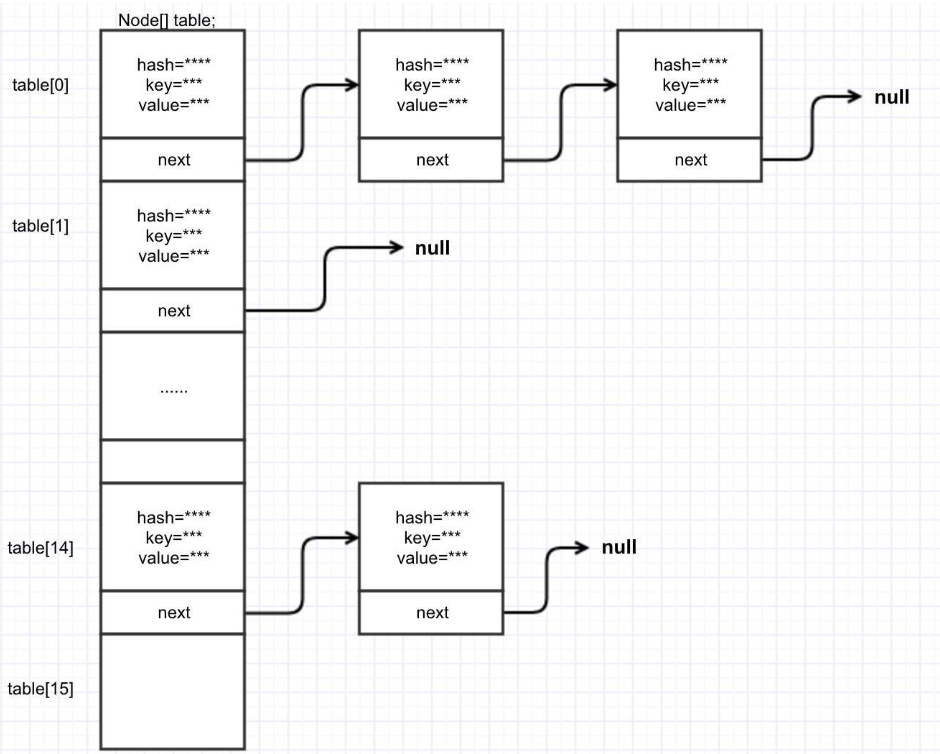 Node[] table;
table[0]
hash=****
key=***
value=***
next
hash=****
key=***
value=***
next
hash=****
key=***
value=***
next
null
table[1]
hash=****
key=***
value=***
next
null
......
table[14]
hash=****
key=***
value=***
next
hash=****
key=***
value=***
next
null
table[15]